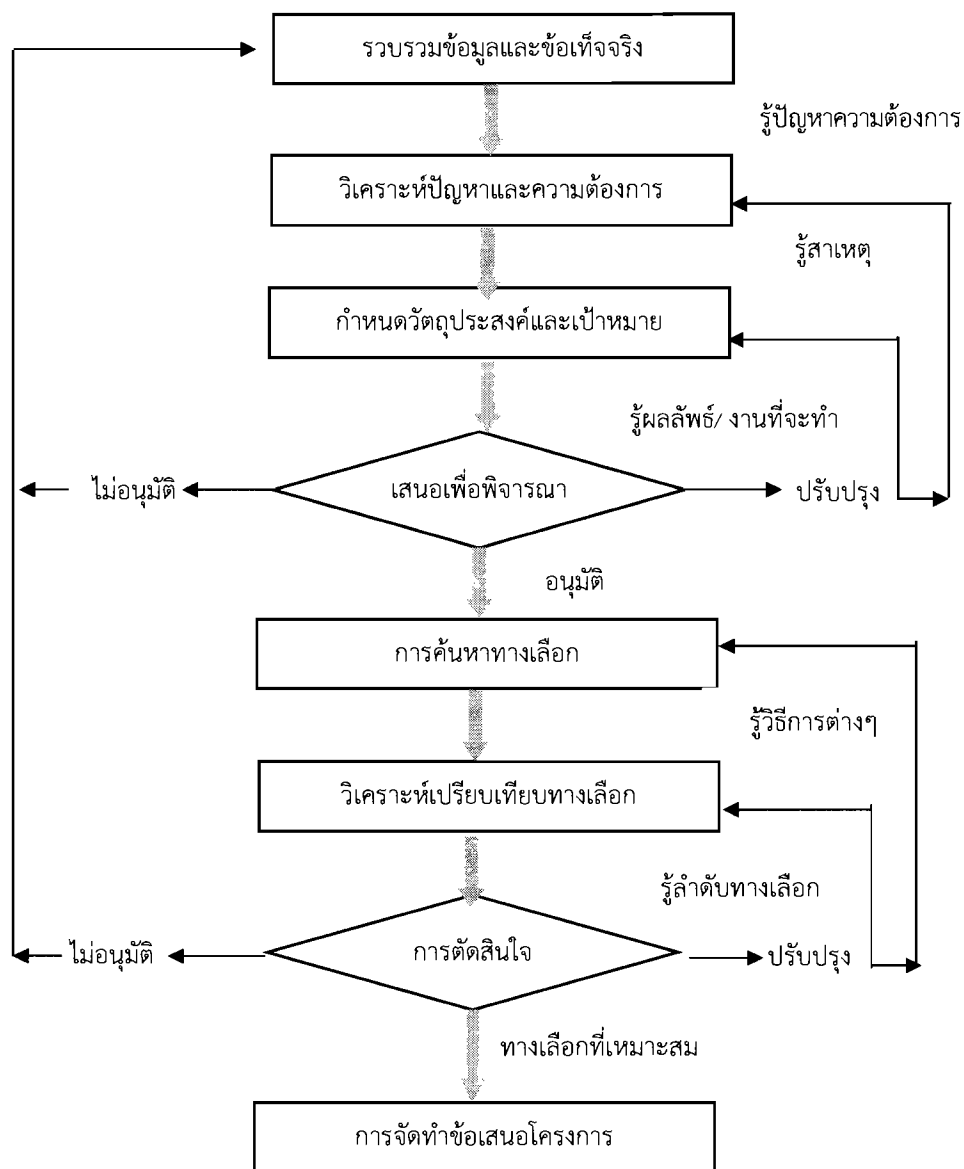 รวบรวมข้อมูลและข้อเท็จจริง
รู้ปัญหาความต้องการ
วิเคราะห์ปัญหาและความต้องการ
รู้สาเหตุ
กำหนดวัตถุประสงค์และเป้าหมาย
รู้ผลลัพธ์/ งานที่จะทำ
ไม่อนุมัติ
เสนอเพื่อพิจารณา
ปรับปรุง
อนุมัติ
การค้นหาทางเลือก
รู้วิธีการต่างๆ
วิเคราะห์เปรียบเทียบทางเลือก
รู้ลำดับทางเลือก
ไม่อนุมัติ
การตัดสินใจ
ปรับปรุง
ทางเลือกที่เหมาะสม
การจัดทำข้อเสนอโครงการ